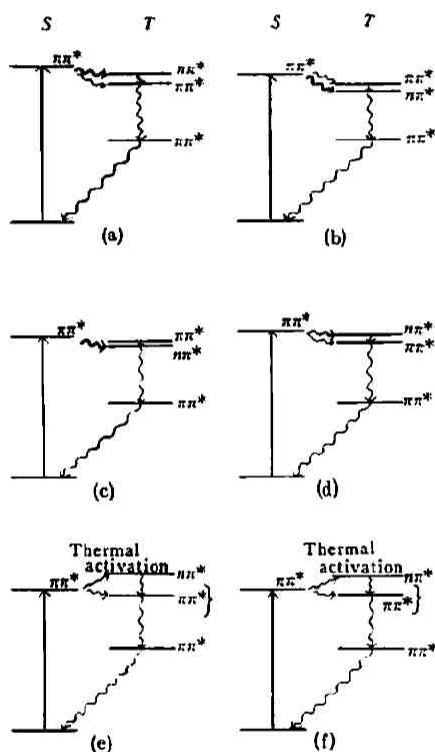 S T S T
ππ* nπ* ππ* ππ*
ππ* nπ*
ππ* ππ*
(a) (b)
ππ* ππ* ππ* nπ*
nπ* ππ*
ππ* ππ*
(c) (d)
Thermal Thermal
activation nπ* activation nπ*
ππ* ππ* ππ* ππ*
ππ* ππ*
(e) (f)